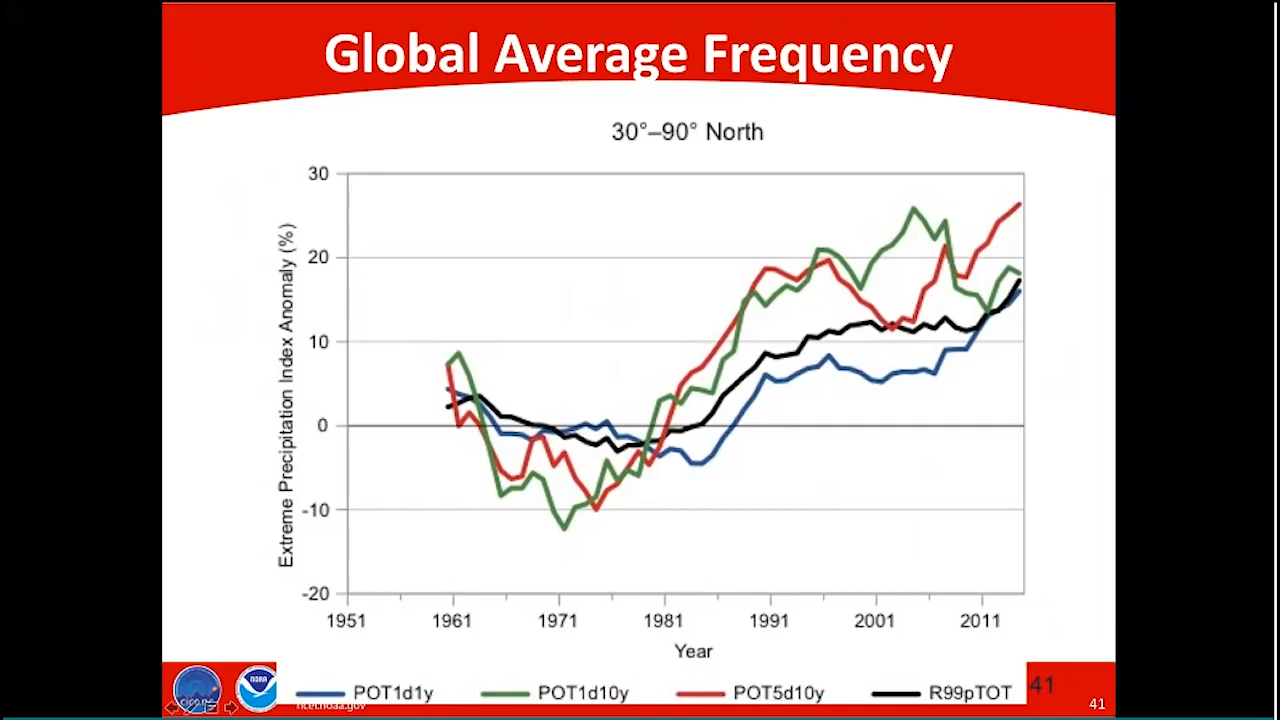 Global Average Frequency
30°–90° North
Extreme Precipitation Index Anomaly (%)
30
20
10
0
-10
-20
1951 1961 1971 1981 1991 2001 2011
Year
POT1d1y POT1d10y POT5d10y R99pTOT
41
41
NOAA
ncei.noaa.gov